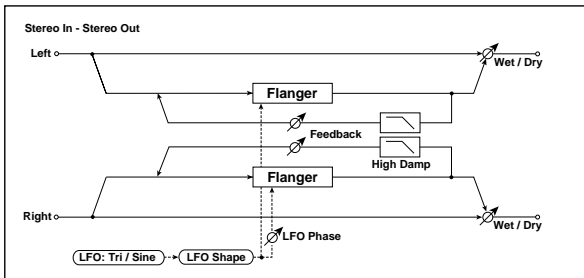 Stereo In - Stereo Out
Left
Wet / Dry
Flanger
Feedback
High Damp
Flanger
Right
Wet / Dry
LFO Phase
LFO: Tri / Sine
LFO Shape